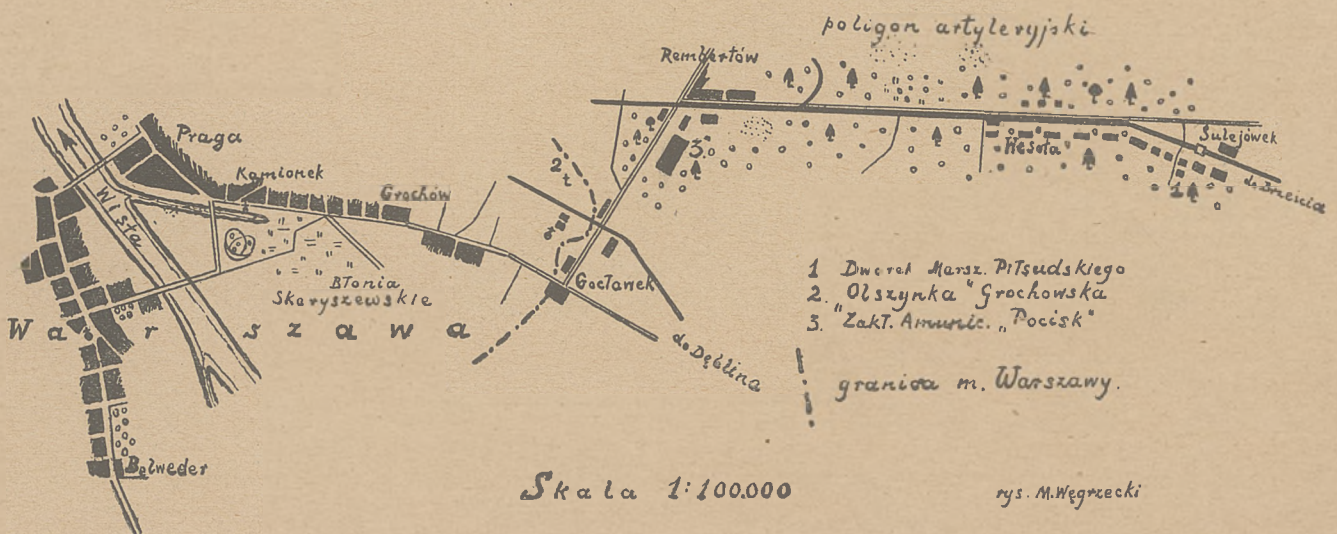 poligon artyleryjski
Rembertów
Praga
Kamionek
Grochów
Wisła
2
3.
Wesoła
Sulejówek
do Brześcia
1
Błonia
Skaryszewskie
Gocławek
Warszawa
do Dęblina
1 Dworek Marsz. Piłsudskiego
2. Olszynka" Grochowska
3. "Zakł. Amunic. „Pocisk"
granica m. Warszawy.
Belweder
Skala 1:100.000
rys. M.Węgrzecki